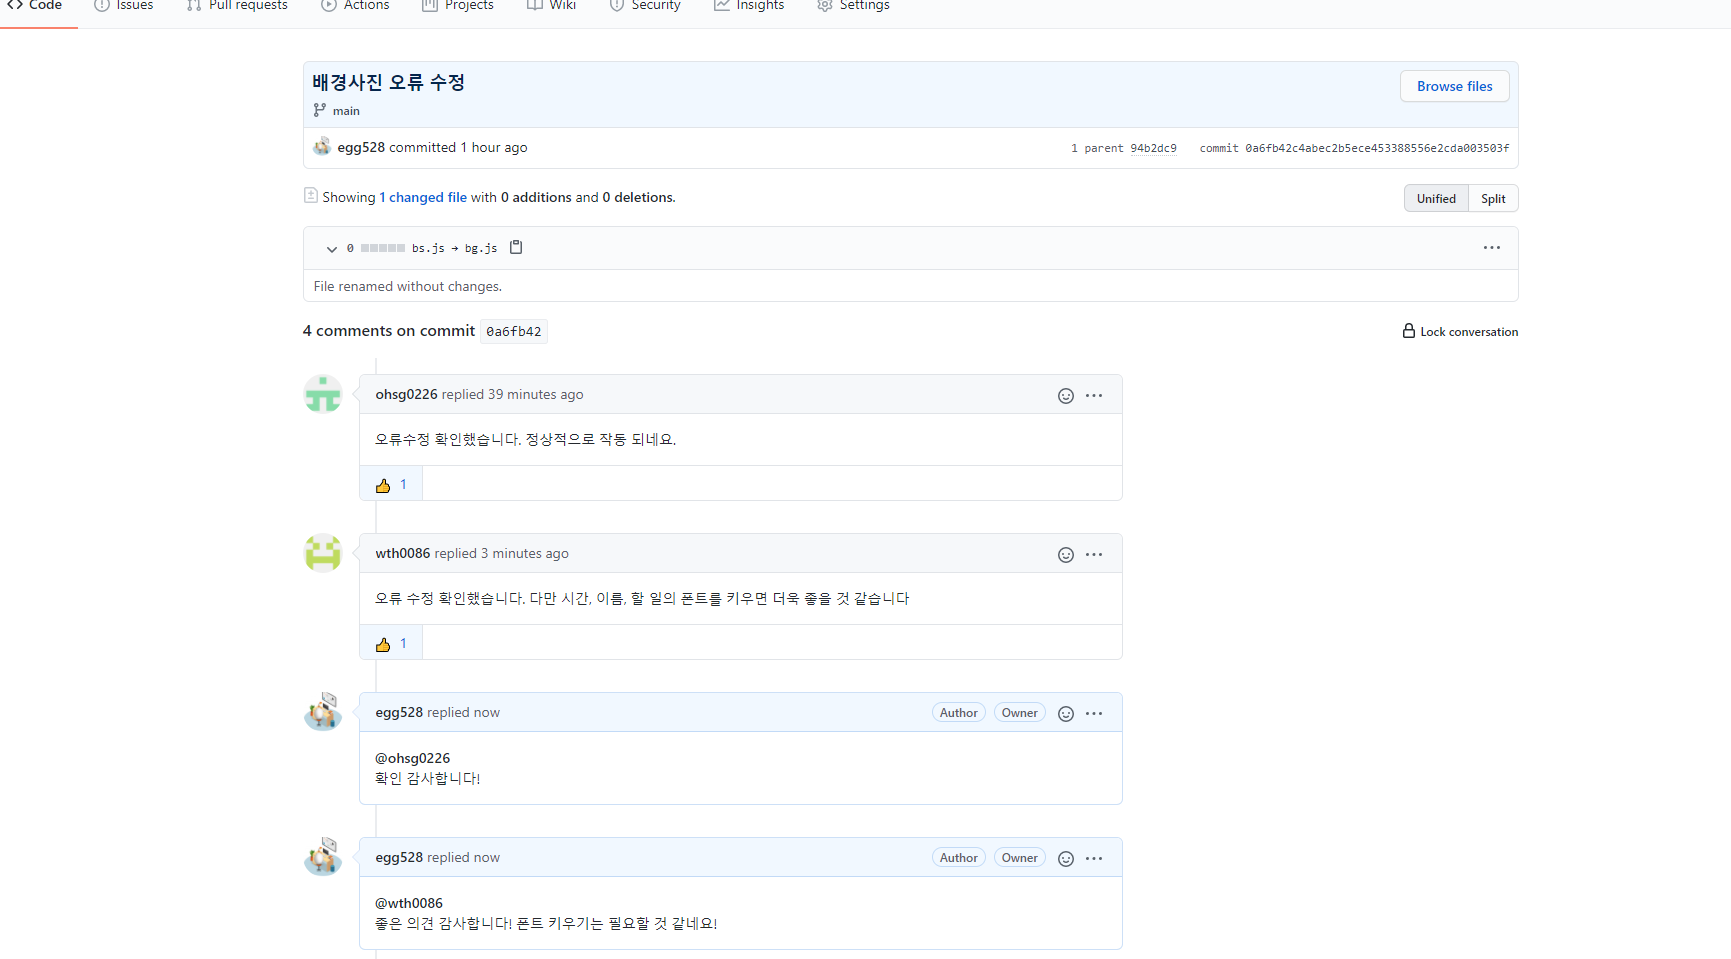 Code Issues Pull requests Actions Projects Wiki Security Insights Settings
배경사진 오류 수정
Browse files
main
egg528 committed 1 hour ago
1 parent 94b2dc9 commit 0a6fb42c4abec2b5ece453388556e2cda003503f
Showing 1 changed file with 0 additions and 0 deletions.
Unified Split
0 bs.js → bg.js
File renamed without changes.
4 comments on commit 0a6fb42
Lock conversation
ohsg0226 replied 39 minutes ago
오류수정 확인했습니다. 정상적으로 작동 되네요.
👍 1
wth0086 replied 3 minutes ago
오류 수정 확인했습니다. 다만 시간, 이름, 할 일의 폰트를 키우면 더욱 좋을 것 같습니다
👍 1
egg528 replied now
Author Owner
@ohsg0226
확인 감사합니다!
egg528 replied now
Author Owner
@wth0086
좋은 의견 감사합니다! 폰트 키우기는 필요할 것 같네요!